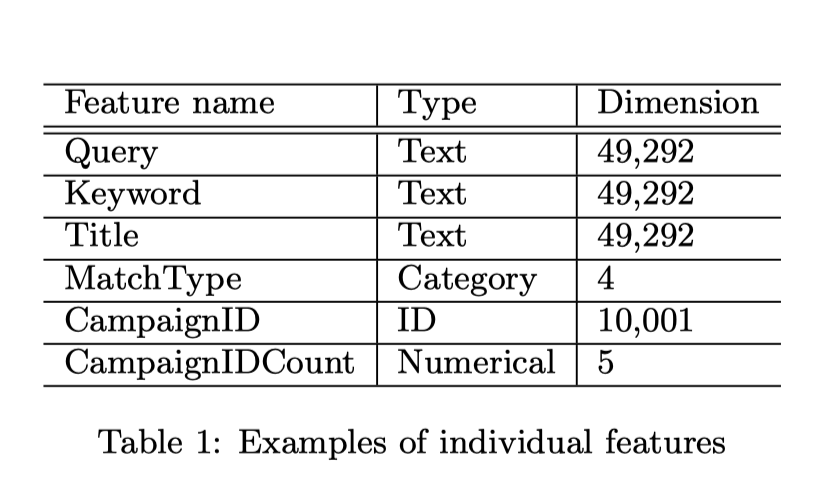 Feature name Type Dimension
Query Text 49,292
Keyword Text 49,292
Title Text 49,292
MatchType Category 4
CampaignID ID 10,001
CampaignIDCount Numerical 5
Table 1: Examples of individual features